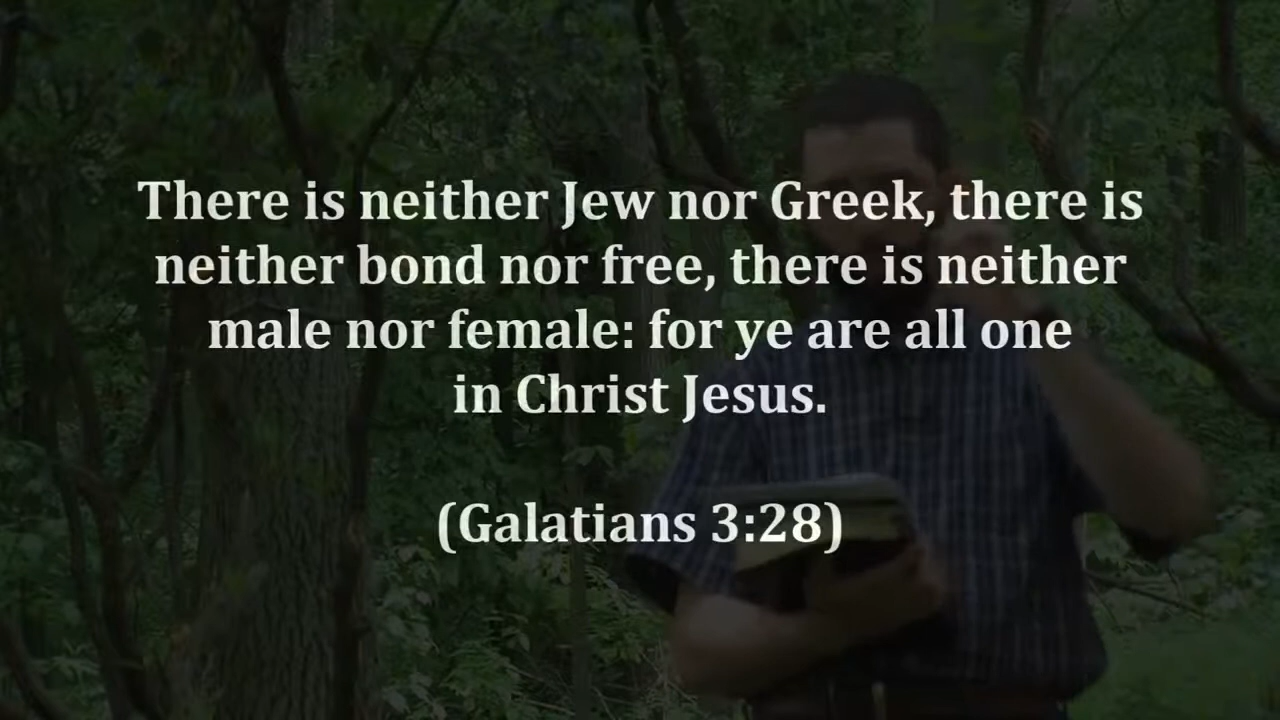 There is neither Jew nor Greek, there is
neither bond nor free, there is neither
male nor female: for ye are all one
in Christ Jesus.
(Galatians 3:28)